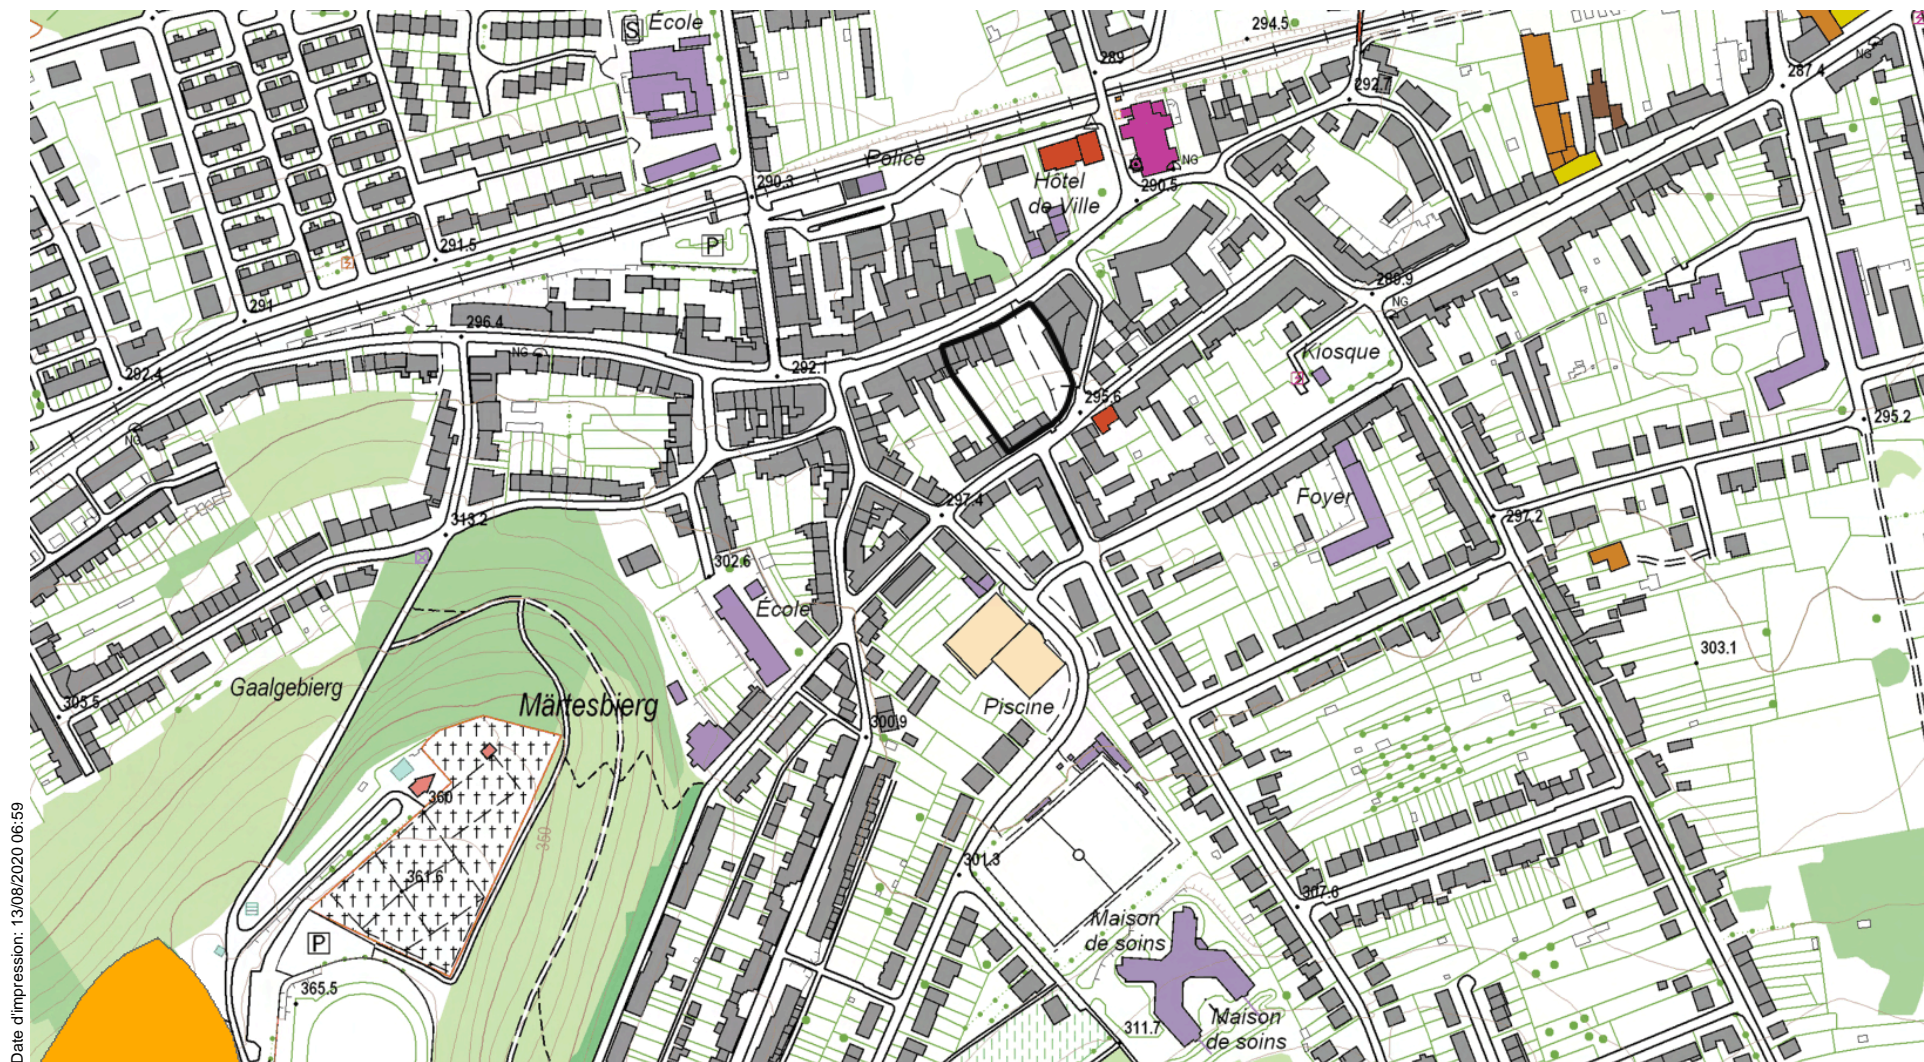 S École
294.5
289
287.4
NG
292.7
Police
NG
290.3
Hôtel
de Ville
290.5
P
291.5
289.9
NG
291
296.4
NG
Kiosque
292.1
292.4
295.6
295.2
NG
Foyer
297.4
297.2
313.2
302.6
École
303.1
Gaalgebierg
Märtesbierg
305.5
Piscine
300.9
360
350
301.3
361.6
307.6
Maison
de soins
P
365.5
Maison
de soins
311.7
Date d'impression: 13/08/2020 06:59